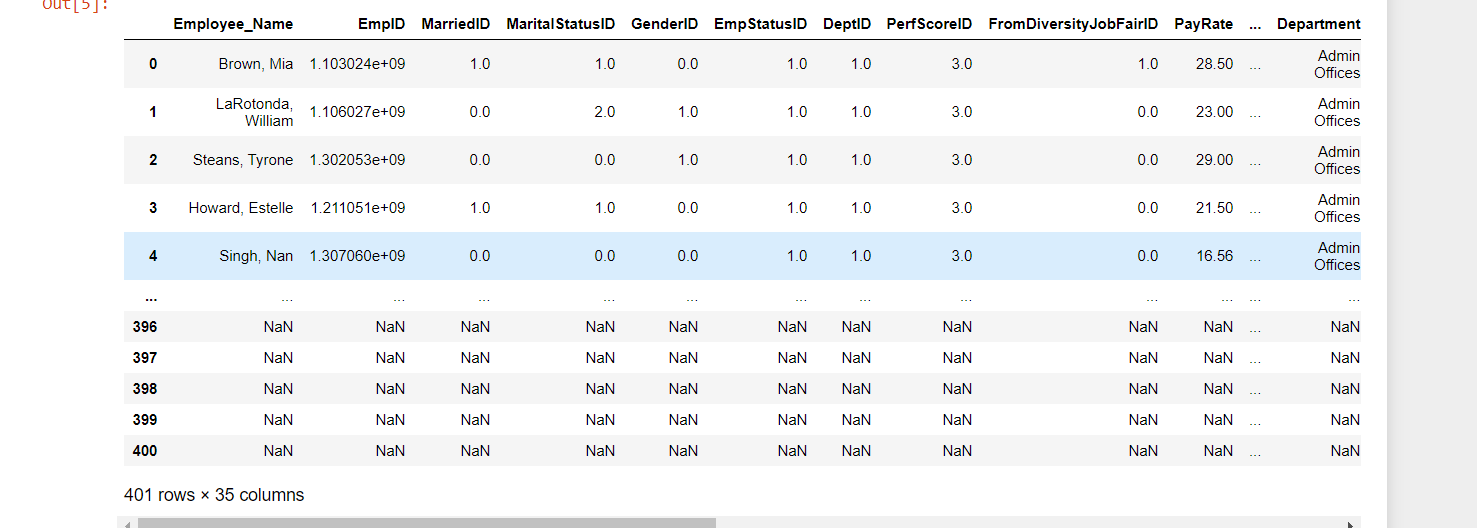 Out[5]:
Employee_Name EmpID MarriedID MaritalStatusID GenderID EmpStatusID DeptID PerfScoreID FromDiversityJobFairID PayRate ... Department
0 Brown, Mia 1.103024e+09 1.0 1.0 0.0 1.0 1.0 3.0 1.0 28.50 ... Admin Offices
1 LaRotonda, William 1.106027e+09 0.0 2.0 1.0 1.0 1.0 3.0 0.0 23.00 ... Admin Offices
2 Steans, Tyrone 1.302053e+09 0.0 0.0 1.0 1.0 1.0 3.0 0.0 29.00 ... Admin Offices
3 Howard, Estelle 1.211051e+09 1.0 1.0 0.0 1.0 1.0 3.0 0.0 21.50 ... Admin Offices
4 Singh, Nan 1.307060e+09 0.0 0.0 0.0 1.0 1.0 3.0 0.0 16.56 ... Admin Offices
... ... ... ... ... ... ... ... ... ... ... ... ...
396 NaN NaN NaN NaN NaN NaN NaN NaN NaN NaN ... NaN
397 NaN NaN NaN NaN NaN NaN NaN NaN NaN NaN ... NaN
398 NaN NaN NaN NaN NaN NaN NaN NaN NaN NaN ... NaN
399 NaN NaN NaN NaN NaN NaN NaN NaN NaN NaN ... NaN
400 NaN NaN NaN NaN NaN NaN NaN NaN NaN NaN ... NaN
401 rows × 35 columns